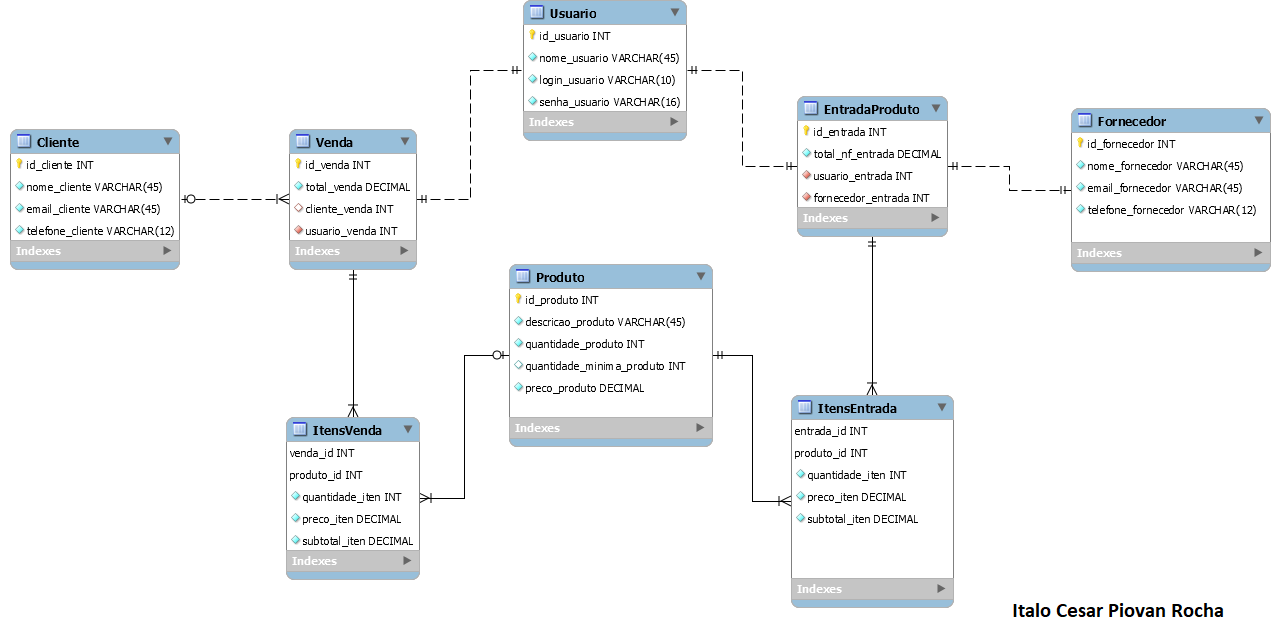 Usuario
id_usuario INT
nome_usuario VARCHAR(45)
login_usuario VARCHAR(10)
senha_usuario VARCHAR(16)
Indexes
Cliente
id_cliente INT
nome_cliente VARCHAR(45)
email_cliente VARCHAR(45)
telefone_cliente VARCHAR(12)
Indexes
Venda
id_venda INT
total_venda DECIMAL
cliente_venda INT
usuario_venda INT
Indexes
EntradaProduto
id_entrada INT
total_nf_entrada DECIMAL
usuario_entrada INT
fornecedor_entrada INT
Indexes
Fornecedor
id_fornecedor INT
nome_fornecedor VARCHAR(45)
email_fornecedor VARCHAR(45)
telefone_fornecedor VARCHAR(12)
Indexes
Produto
id_produto INT
descricao_produto VARCHAR(45)
quantidade_produto INT
quantidade_minima_produto INT
preco_produto DECIMAL
Indexes
ItensVenda
venda_id INT
produto_id INT
quantidade_iten INT
preco_iten DECIMAL
subtotal_iten DECIMAL
Indexes
ItensEntrada
entrada_id INT
produto_id INT
quantidade_iten INT
preco_iten DECIMAL
subtotal_iten DECIMAL
Indexes
Italo Cesar Piovan Rocha